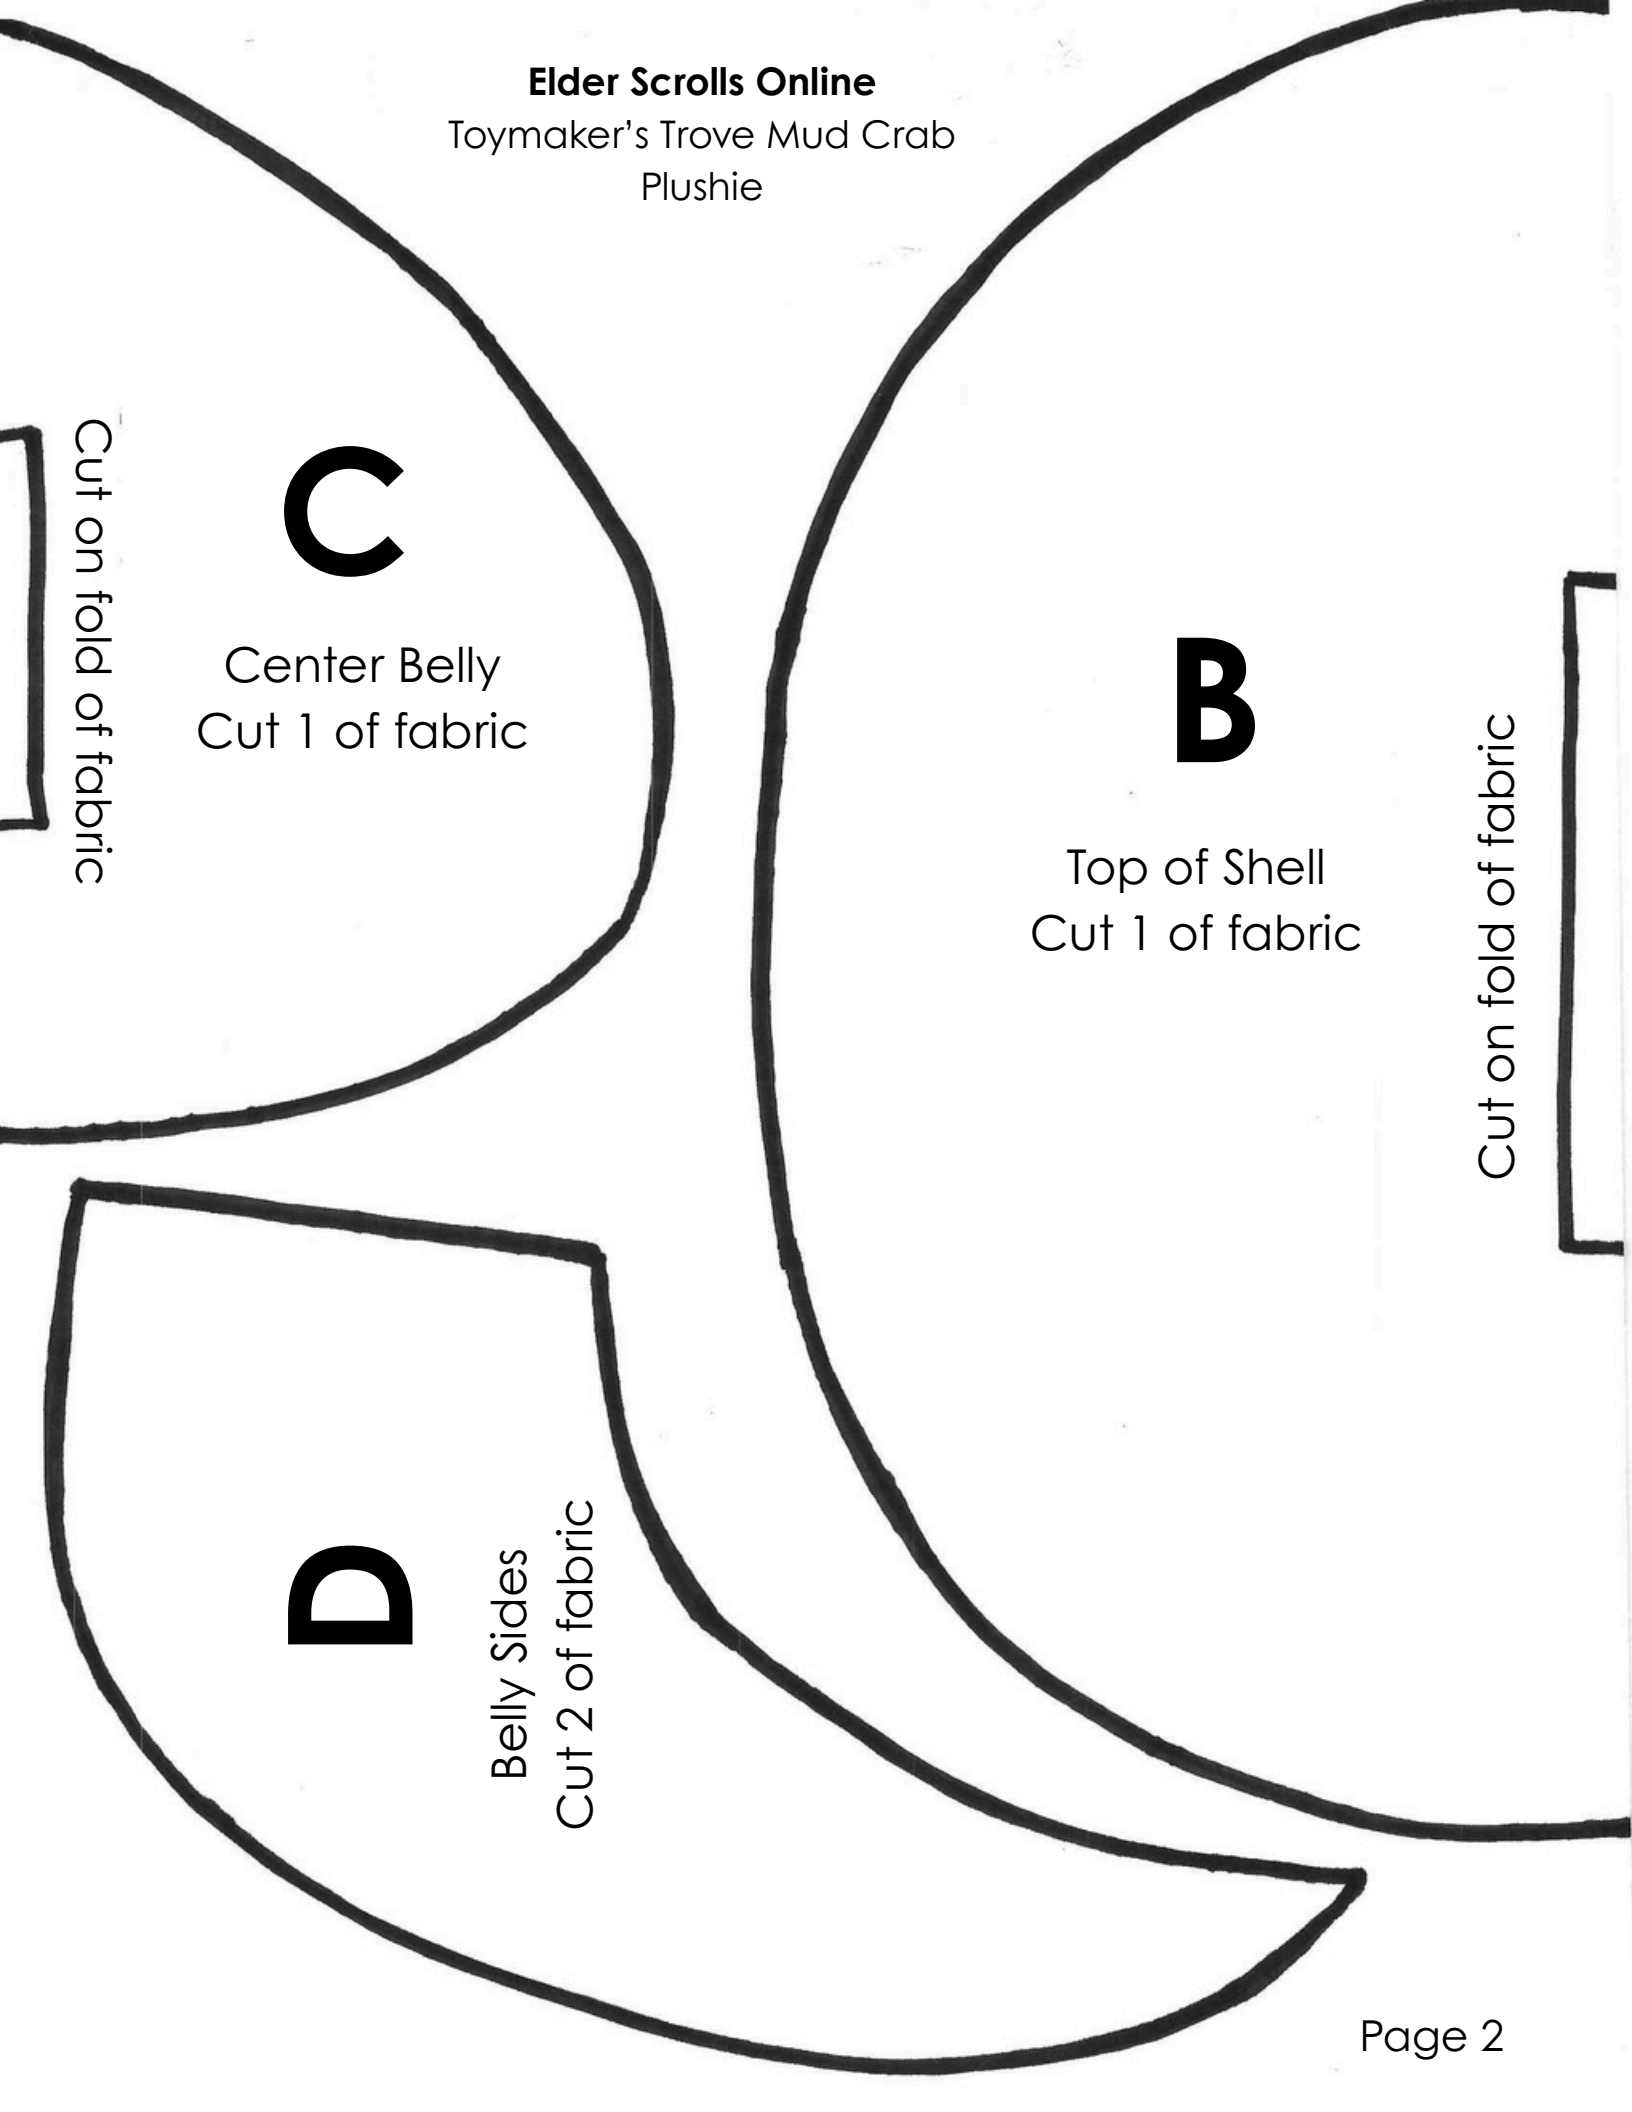 Elder Scrolls Online
Toymaker's Trove Mud Crab
Plushie
Cut on fold of fabric
C
Center Belly
Cut 1 of fabric
B
Top of Shell
Cut 1 of fabric
Cut on fold of fabric
D
Belly Sides
Cut 2 of fabric
Page 2